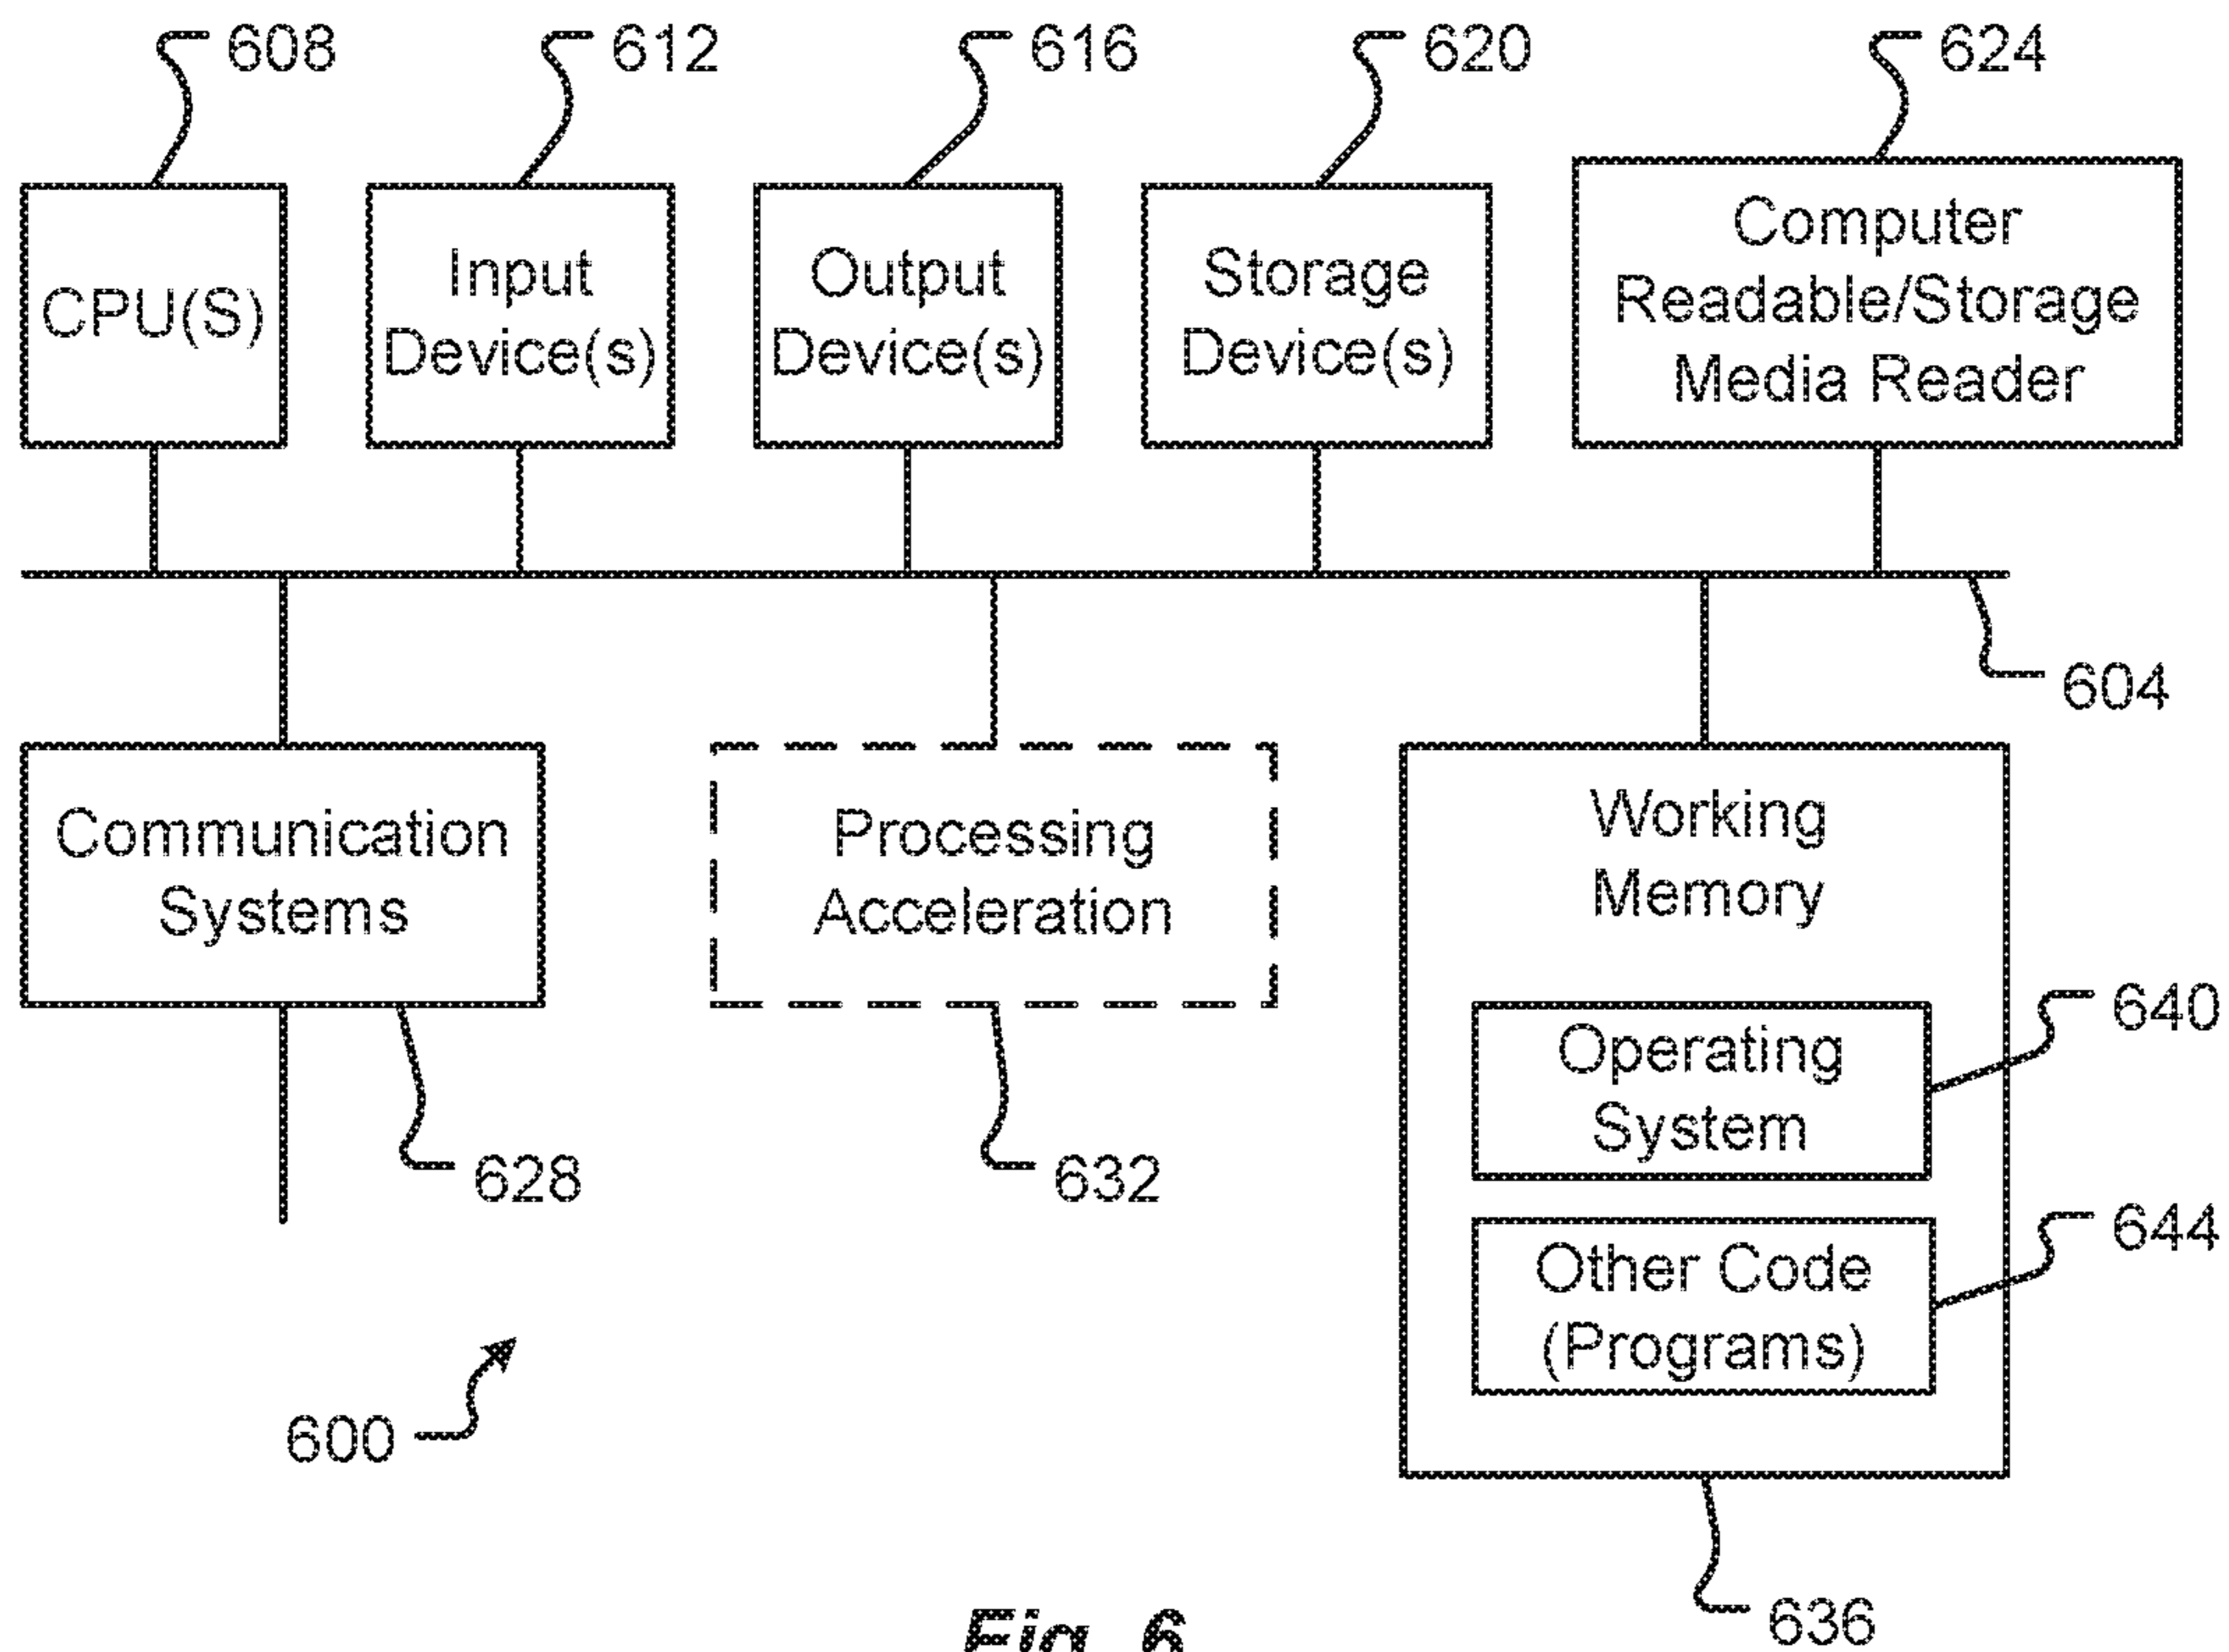 608
612
616
620
624
CPU(S)
Input
Device(s)
Output
Device(s)
Storage
Device(s)
Computer
Readable/Storage
Media Reader
604
Communication
Systems
628
Processing
Acceleration
632
Working
Memory
Operating
System
640
Other Code
(Programs)
644
600
636
Fig. 6